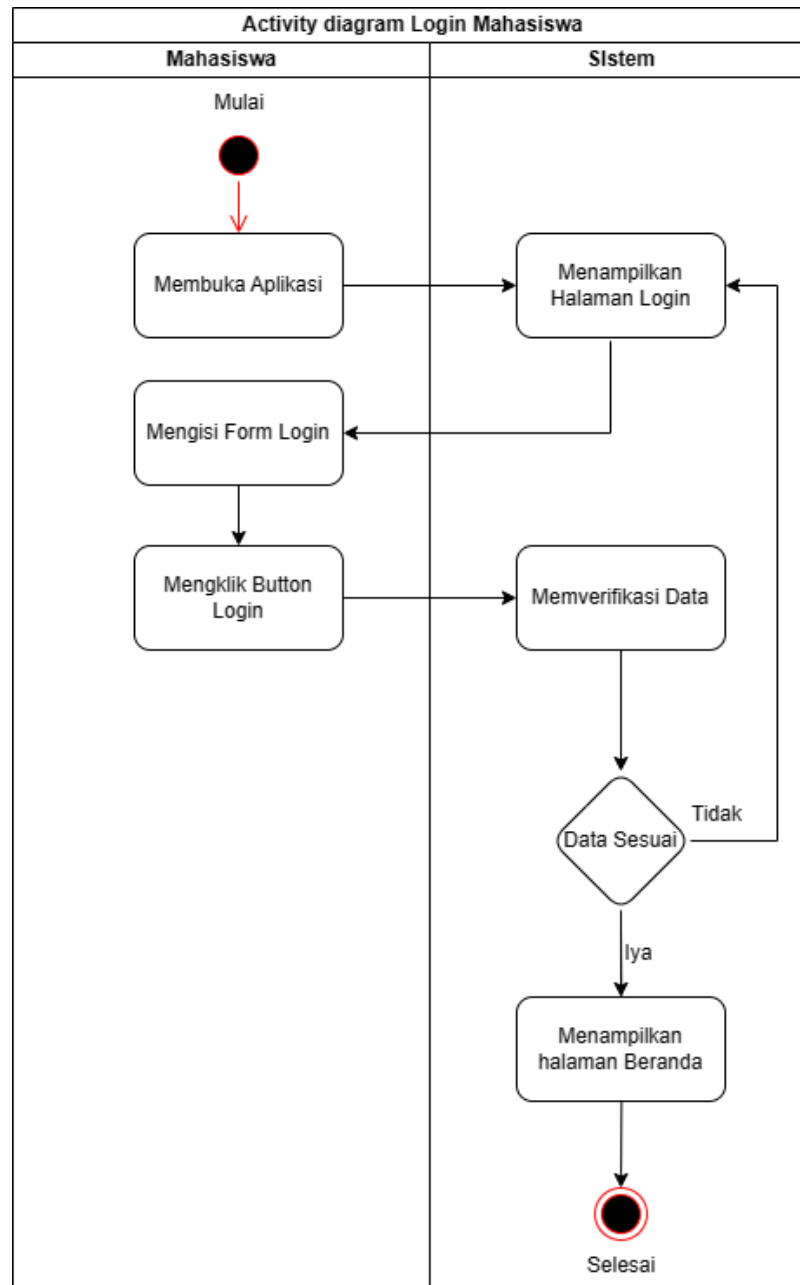 Activity diagram Login Mahasiswa
Mahasiswa
SIstem
Mulai
Membuka Aplikasi
Menampilkan
Halaman Login
Mengisi Form Login
Mengklik Button
Login
Memverifikasi Data
Data Sesuai
Tidak
Iya
Menampilkan
halaman Beranda
Selesai